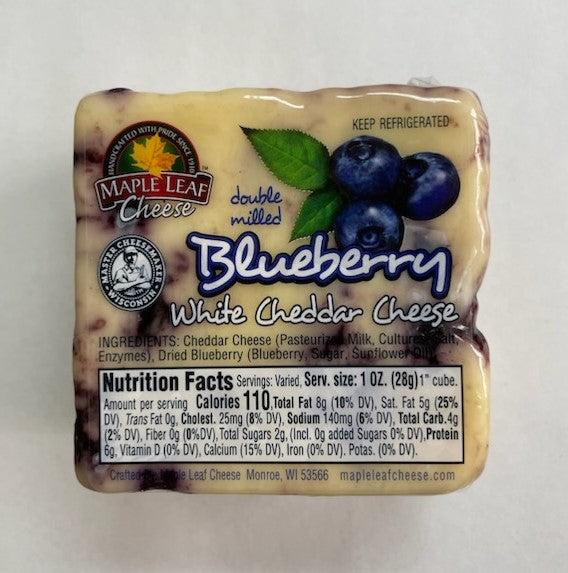 HANDCRAFTED WITH PRIDE SINCE 1910
MAPLE LEAF
Cheese
KEEP REFRIGERATED
double
milled
MASTER CHEESEMAKER
WISCONSIN
Blueberry
White Cheddar Cheese
INGREDIENTS: Cheddar Cheese (Pasteurized Milk, Cultures, Salt,
Enzymes), Dried Blueberry (Blueberry, Sugar, Sunflower Oil)
Nutrition Facts Servings: Varied, Serv. size: 1 OZ. (28g)1" cube.
Amount per serving Calories 110,Total Fat 8g (10% DV), Sat. Fat 5g (25%
DV), Trans Fat 0g, Cholest. 25mg (8% DV), Sodium 140mg (6% DV), Total Carb.4g
(2% DV), Fiber 0g (0%DV),Total Sugars 2g, (Incl. 0g added Sugars 0% DV),Protein
6g, Vitamin D (0% DV), Calcium (15% DV), Iron (0% DV). Potas. (0% DV).
Crafted By Maple Leaf Cheese Monroe, WI 53566 mapleleafcheese.com